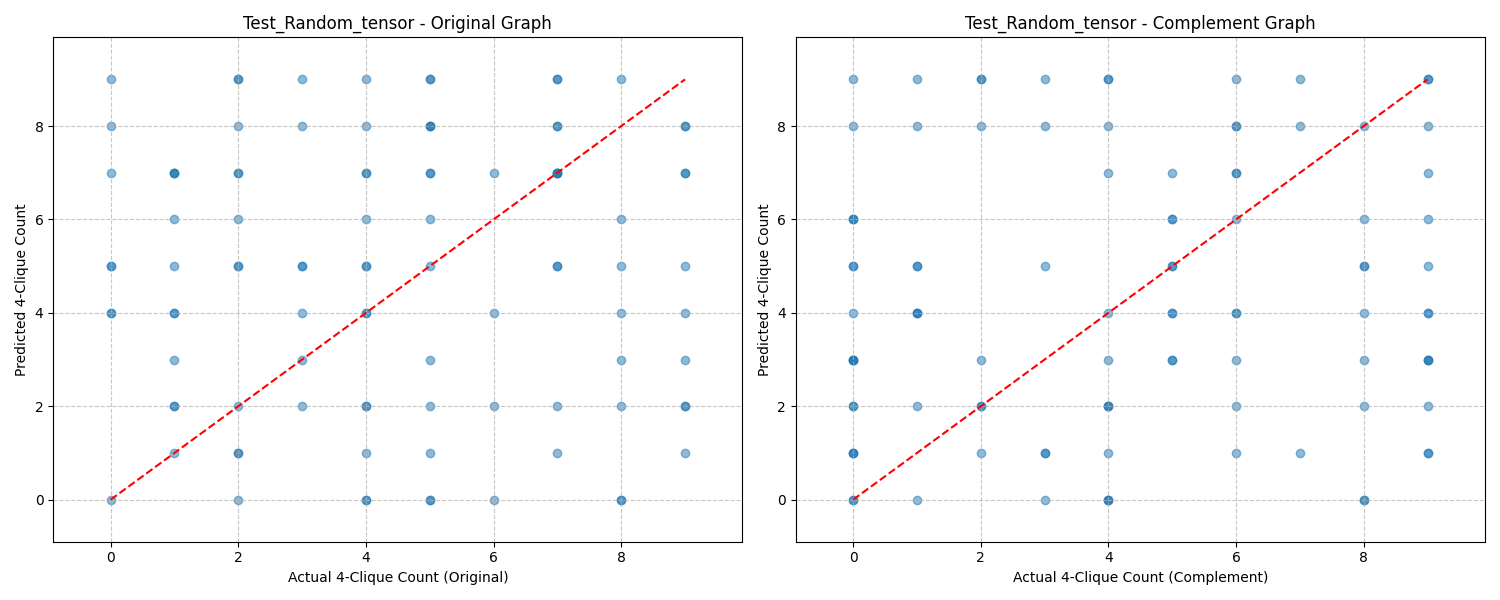 Test_Random_tensor - Original Graph
Predicted 4-Clique Count
8
6
4
2
0
0 2 4 6 8
Actual 4-Clique Count (Original)
Test_Random_tensor - Complement Graph
Predicted 4-Clique Count
8
6
4
2
0
0 2 4 6 8
Actual 4-Clique Count (Complement)